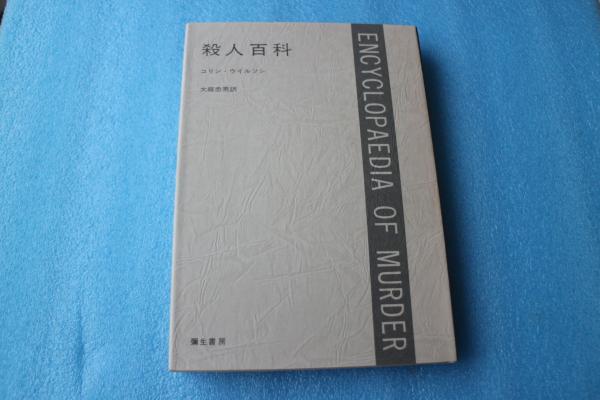 殺人百科
コリン・ウイルソン
大庭忠男訳
ENCYCLOPAEDIA OF MURDER
彌生書房